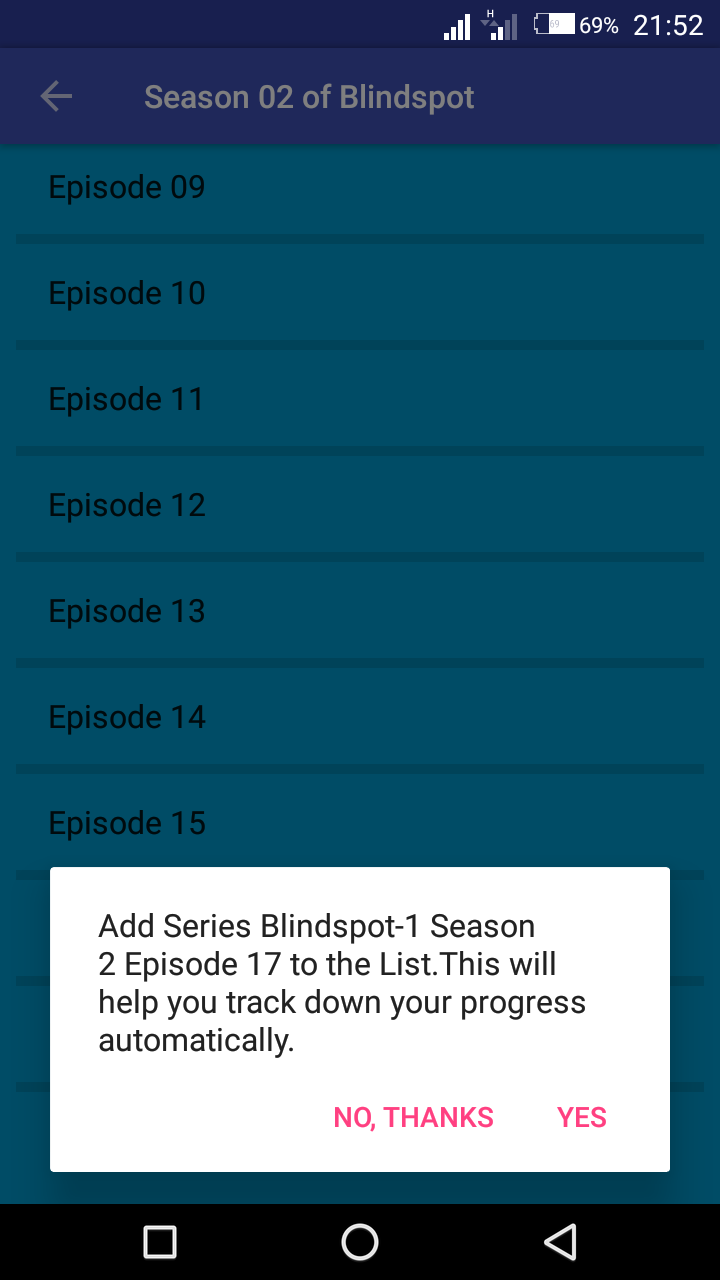 H
69
69% 21:52
Season 02 of Blindspot
Episode 09
Episode 10
Episode 11
Episode 12
Episode 13
Episode 14
Episode 15
Add Series Blindspot-1 Season
2 Episode 17 to the List.This will
help you track down your progress
automatically.
NO, THANKS YES